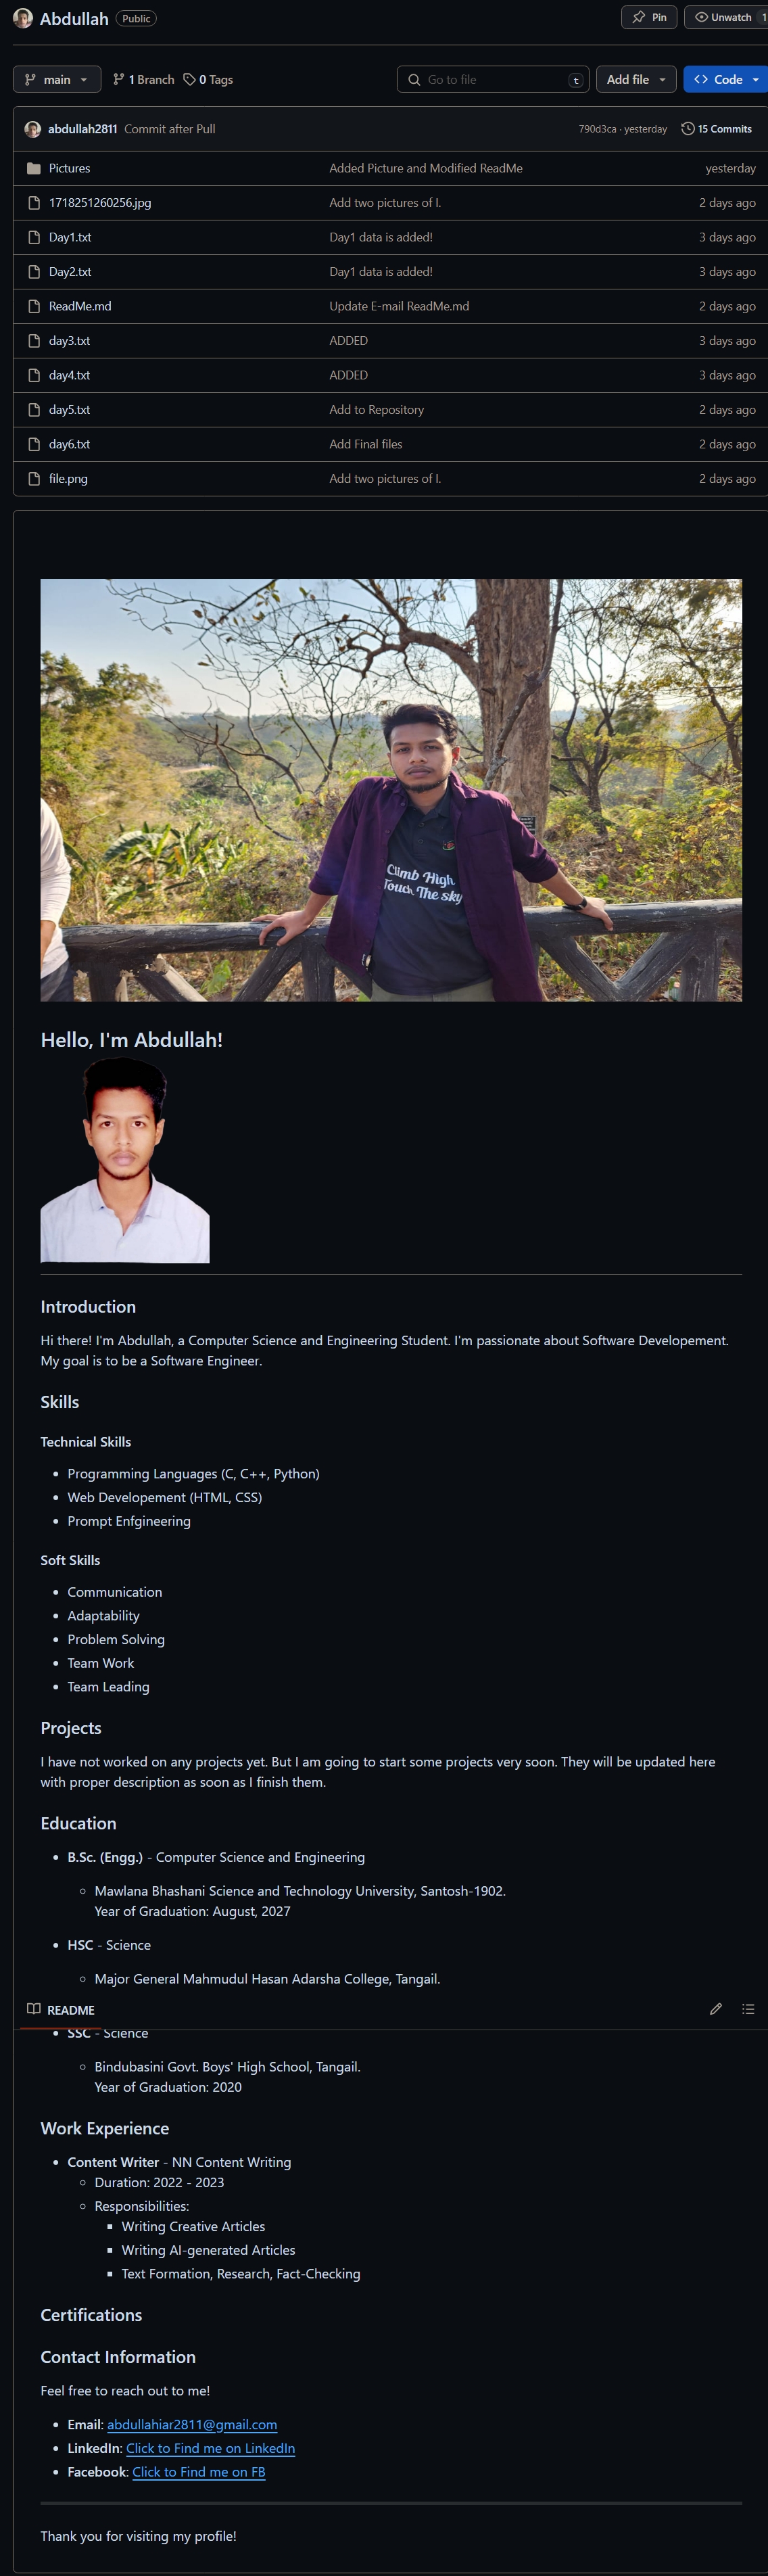 Abdullah Public Pin Unwatch 1
main 1 Branch 0 Tags Go to file t Add file Code
abdullah2811 Commit after Pull 790d3ca · yesterday 15 Commits
Pictures Added Picture and Modified ReadMe yesterday
1718251260256.jpg Add two pictures of I. 2 days ago
Day1.txt Day1 data is added! 3 days ago
Day2.txt Day1 data is added! 3 days ago
ReadMe.md Update E-mail ReadMe.md 2 days ago
day3.txt ADDED 3 days ago
day4.txt ADDED 3 days ago
day5.txt Add to Repository 2 days ago
day6.txt Add Final files 2 days ago
file.png Add two pictures of I. 2 days ago
Climb High
Touch The sky
Hello, I'm Abdullah!
Introduction
Hi there! I'm Abdullah, a Computer Science and Engineering Student. I'm passionate about Software Developement.
My goal is to be a Software Engineer.
Skills
Technical Skills
Programming Languages (C, C++, Python)
Web Developement (HTML, CSS)
Prompt Enfgineering
Soft Skills
Communication
Adaptability
Problem Solving
Team Work
Team Leading
Projects
I have not worked on any projects yet. But I am going to start some projects very soon. They will be updated here
with proper description as soon as I finish them.
Education
B.Sc. (Engg.) - Computer Science and Engineering
Mawlana Bhashani Science and Technology University, Santosh-1902.
Year of Graduation: August, 2027
HSC - Science
Major General Mahmudul Hasan Adarsha College, Tangail.
README
SSC - Science
Bindubasini Govt. Boys' High School, Tangail.
Year of Graduation: 2020
Work Experience
Content Writer - NN Content Writing
Duration: 2022 - 2023
Responsibilities:
Writing Creative Articles
Writing AI-generated Articles
Text Formation, Research, Fact-Checking
Certifications
Contact Information
Feel free to reach out to me!
Email: abdullahiar2811@gmail.com
LinkedIn: Click to Find me on LinkedIn
Facebook: Click to Find me on FB
Thank you for visiting my profile!